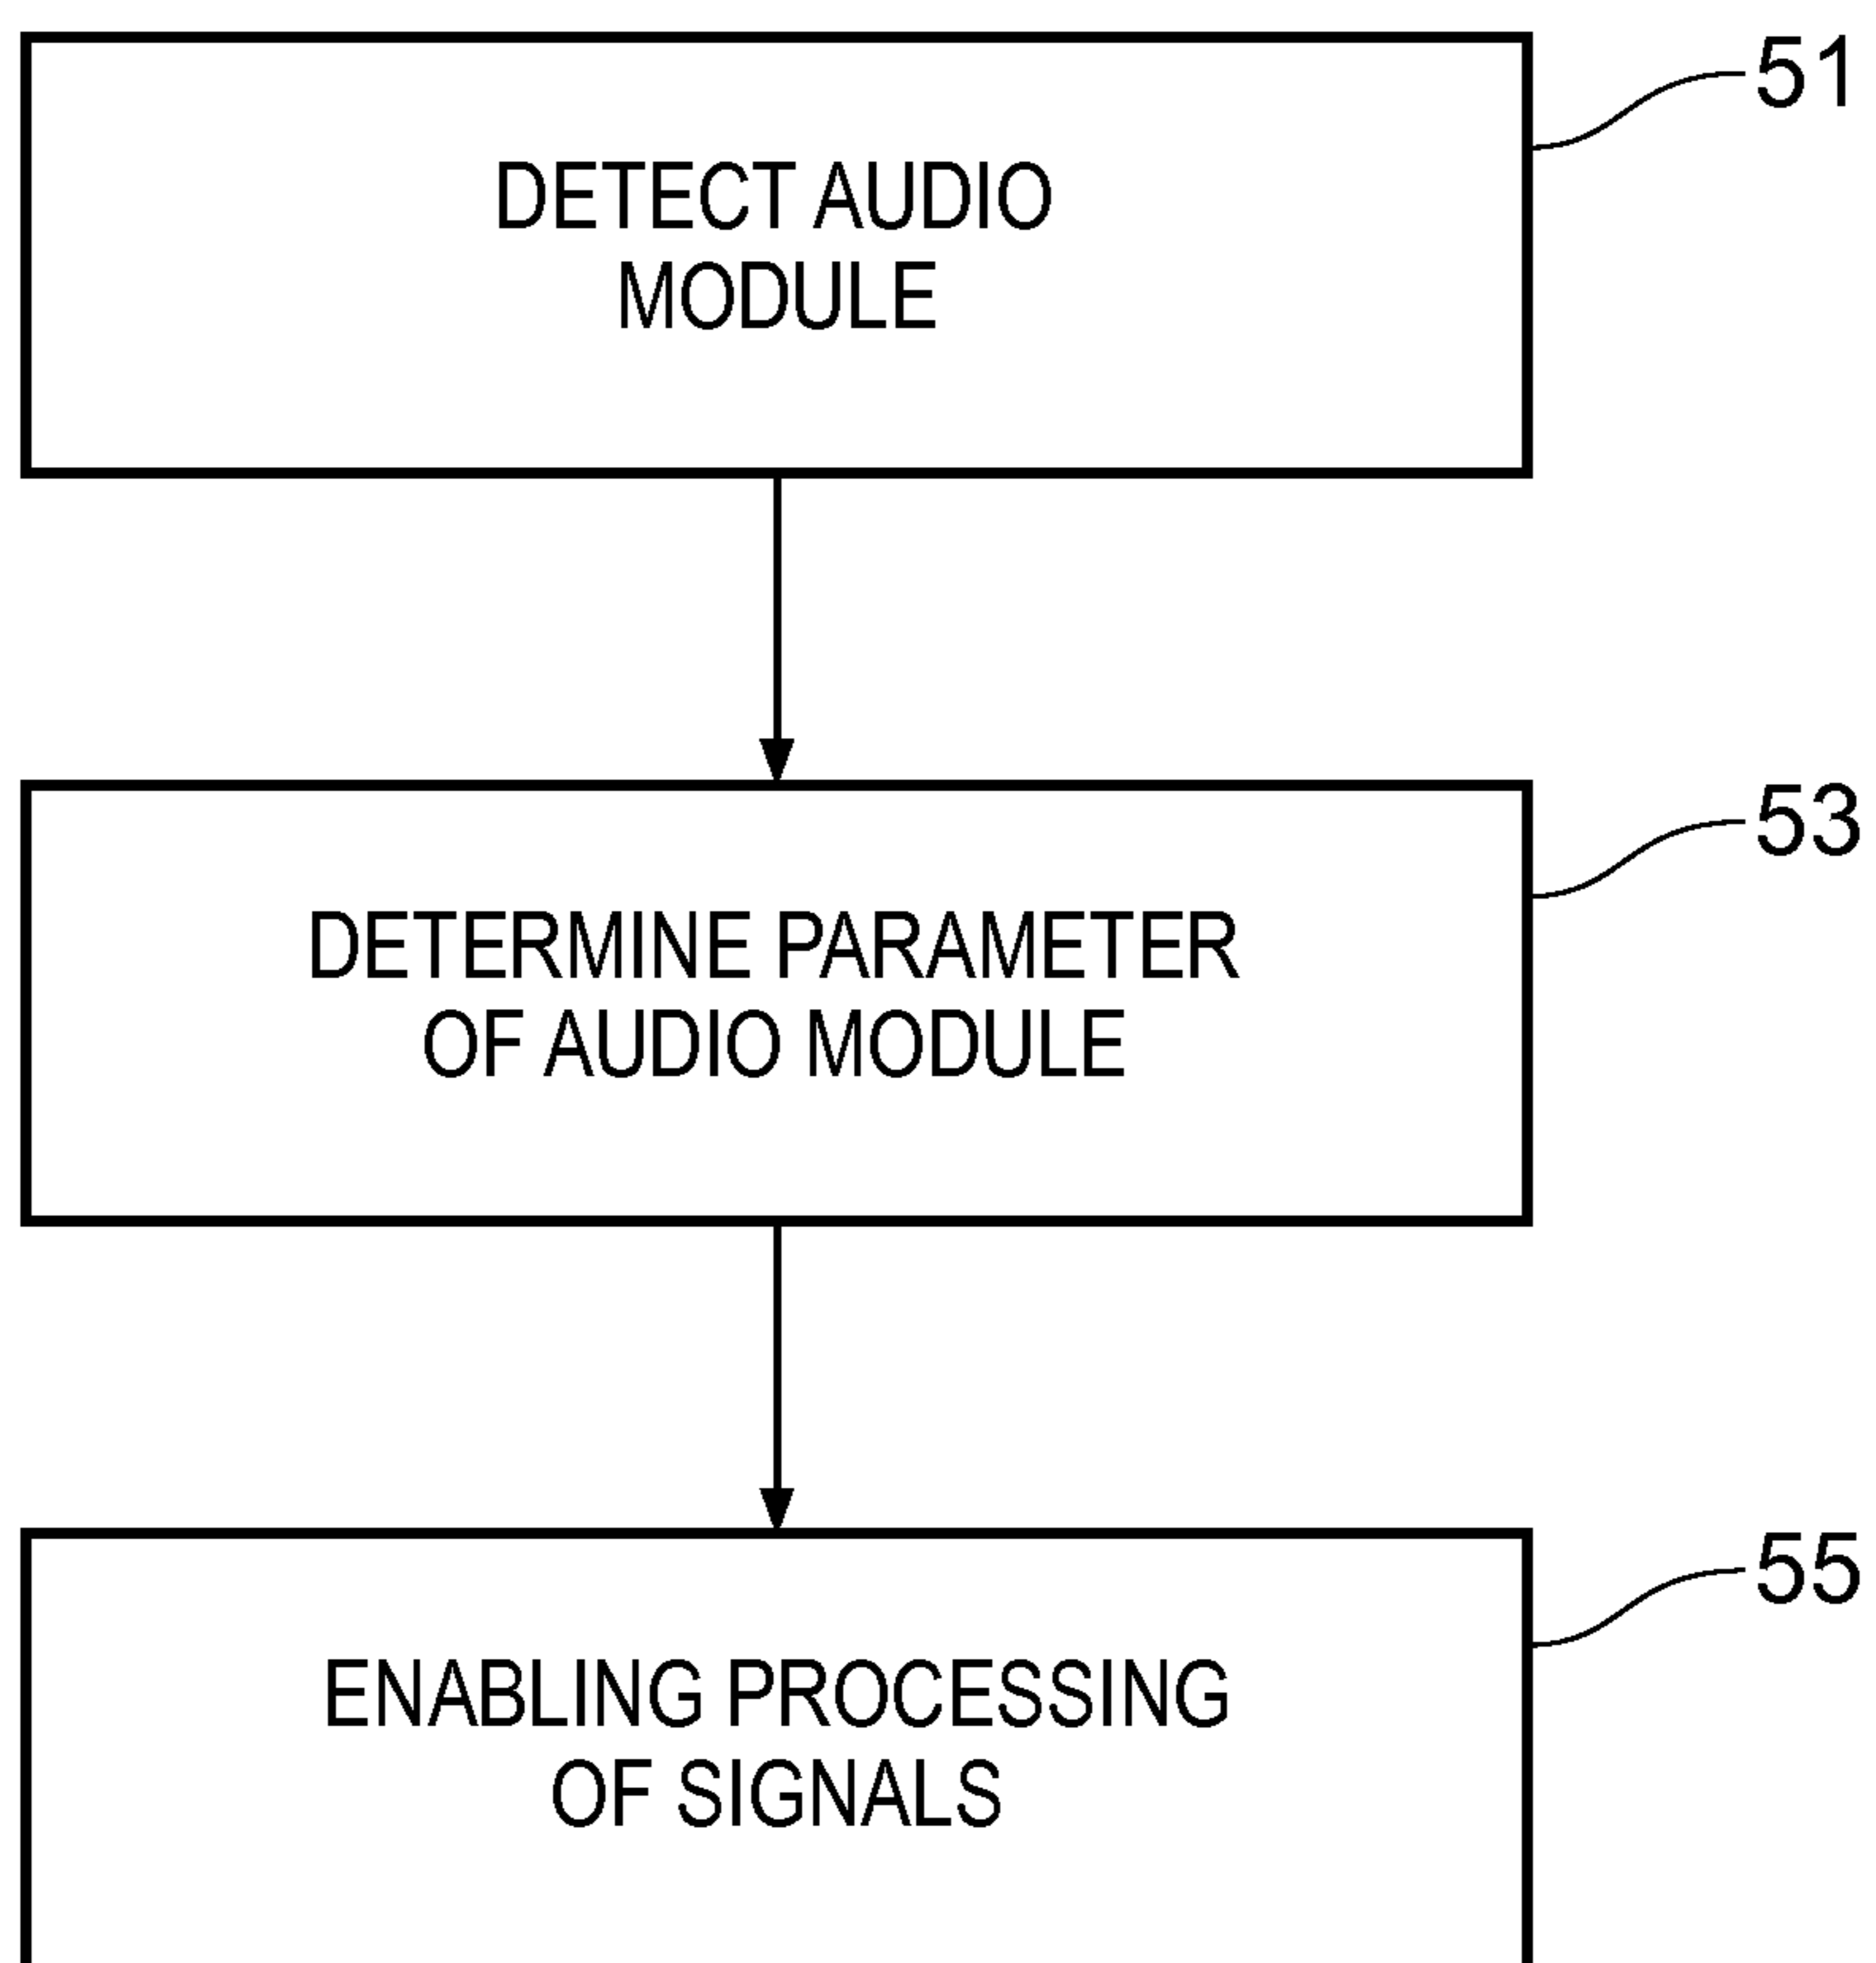 51
DETECT AUDIO
MODULE
53
DETERMINE PARAMETER
OF AUDIO MODULE
55
ENABLING PROCESSING
OF SIGNALS